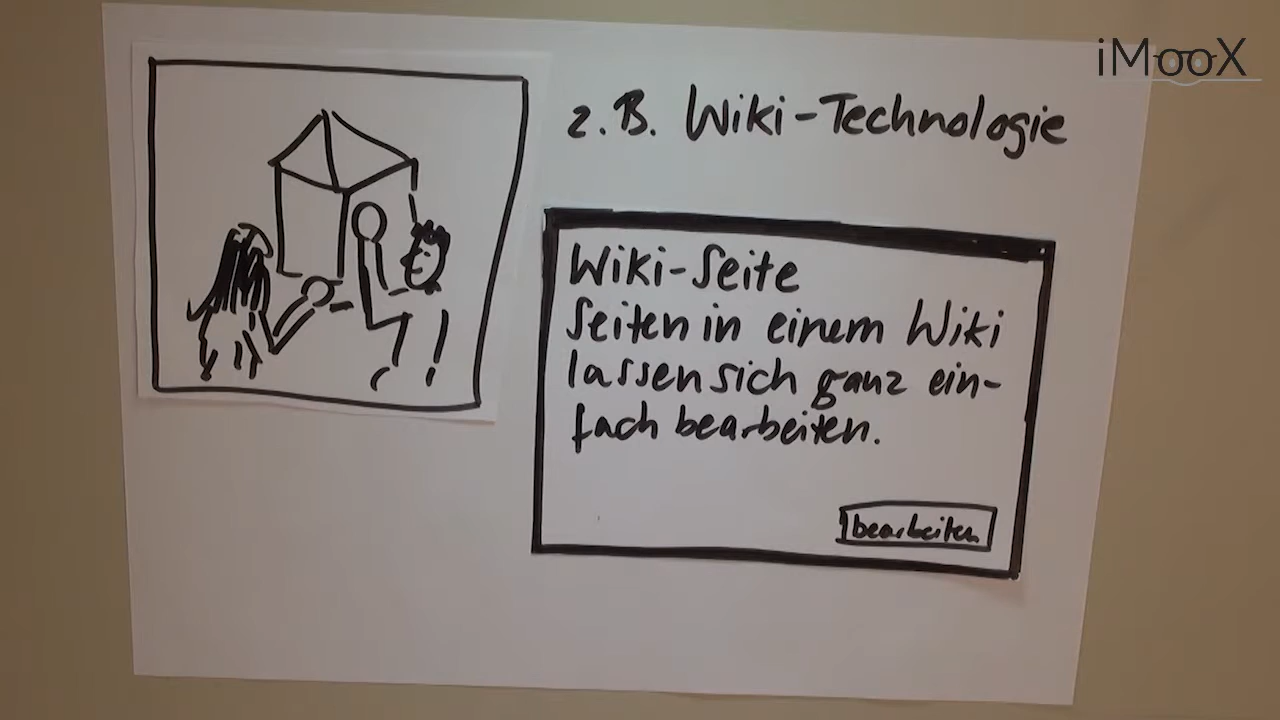 iMooX
z.B. Wiki-Technologie
Wiki-Seite
Seiten in einem Wiki
lassen sich ganz ein-
fach bearbeiten.
bearbeiten